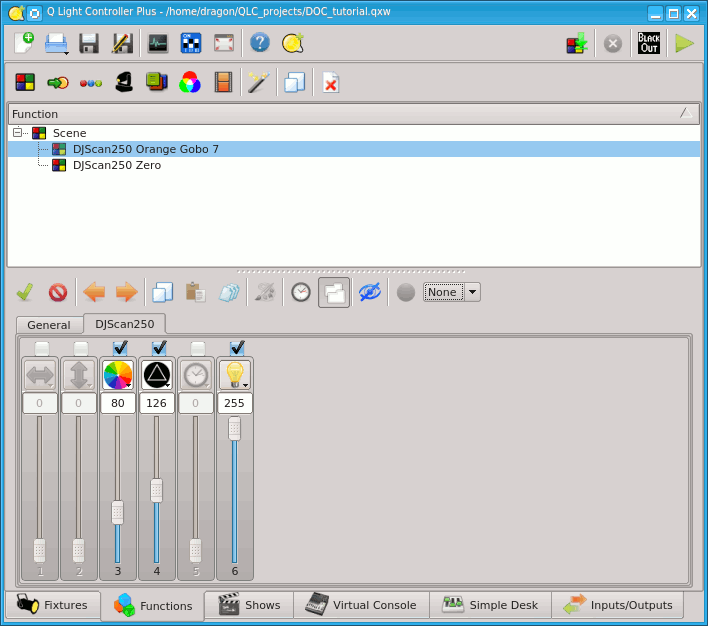 Q Light Controller Plus - /home/dragon/QLC_projects/DOC_tutorial.qxw
ON
BLACK OUT
Function
Scene
DJScan250 Orange Gobo 7
DJScan250 Zero
None
General DJScan250
0 0 80 126 0 255
1 2 3 4 5 6
Fixtures Functions Shows Virtual Console Simple Desk Inputs/Outputs